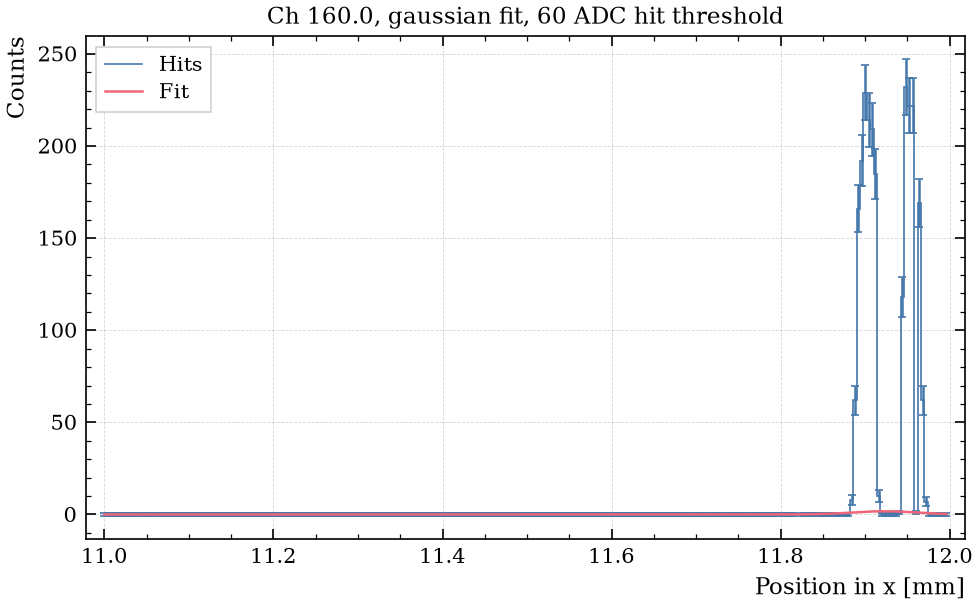 Ch 160.0, gaussian fit, 60 ADC hit threshold
Counts
250
200
150
100
50
0
Hits
Fit
11.0
11.2
11.4
11.6
11.8
12.0
Position in x [mm]